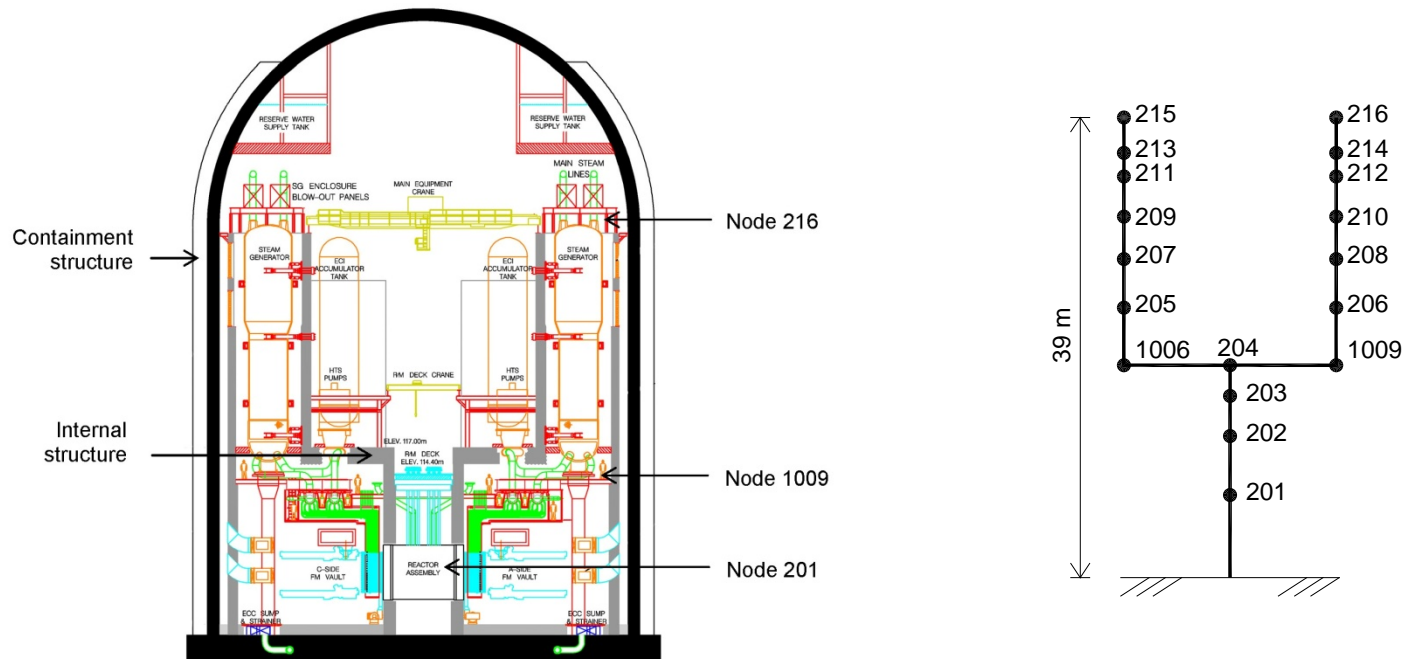 RESERVE WATER
SUPPLY TANK
RESERVE WATER
SUPPLY TANK
MAIN STEAM
LINES
SG ENCLOSURE
BLOW-OUT PANELS
MAIN EQUIPMENT
CRANE
Node 216
Containment
structure
STEAM
GENERATOR
ECI
ACCUMULATOR
TANK
ECI
ACCUMULATOR
TANK
STEAM
GENERATOR
HTS
PUMPS
R/M DECK CRANE
HTS
PUMPS
Internal
structure
ELEV. 117.00m
R/M DECK
ELEV. 114.40m
Node 1009
C-SIDE
FM VAULT
REACTOR
ASSEMBLY
A-SIDE
FM VAULT
Node 201
ECC SUMP
& STRAINER
ECC SUMP
& STRAINER
39 m
215
216
213
214
211
212
209
210
207
208
205
206
1006
204
1009
203
202
201